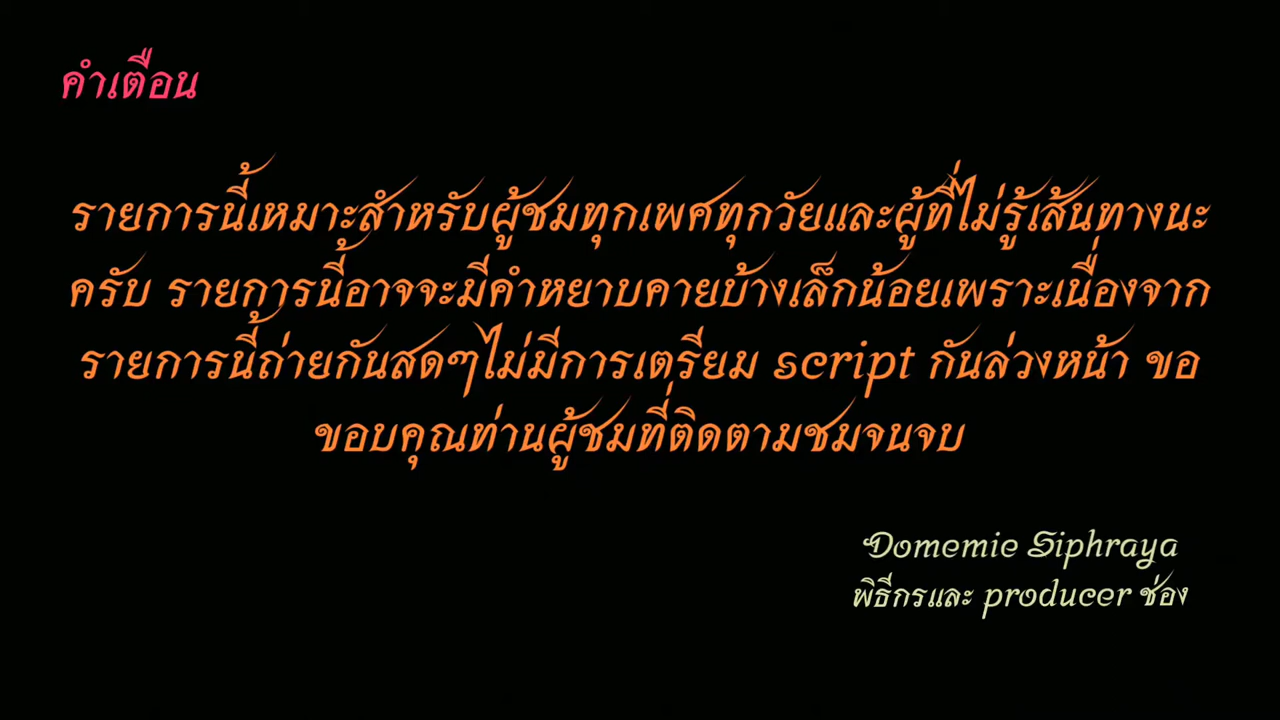 คำเตือน
รายการนี้เหมาะสำหรับผู้ชมทุกเพศทุกวัยและผู้ที่ไม่รู้เส้นทางนะ
ครับ รายการนี้อาจจะมีคำหยาบคายบ้างเล็กน้อยเพราะเนื่องจาก
รายการนี้ถ่ายกันสดๆไม่มีการเตรียม script กันล่วงหน้า ขอ
ขอบคุณท่านผู้ชมที่ติดตามชมจนจบ
Domemie Siphraya
พิธีกรและ producer ช่อง